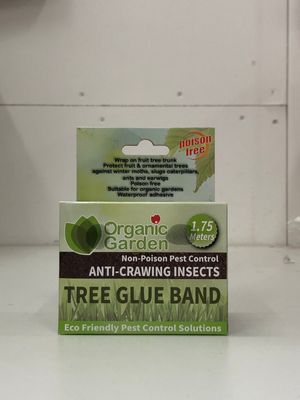 poison
free
Wrap on fruit tree trunk
Protect fruit & ornamental trees
against winter moths, slugs caterpillars,
ants and earwigs
Poison free
Suitable for organic gardens
Waterproof adhesive
Organic
Garden
1.75
Meters
Non-Poison Pest Control
ANTI-CRAWING INSECTS
TREE GLUE BAND
Eco Friendly Pest Control Solutions